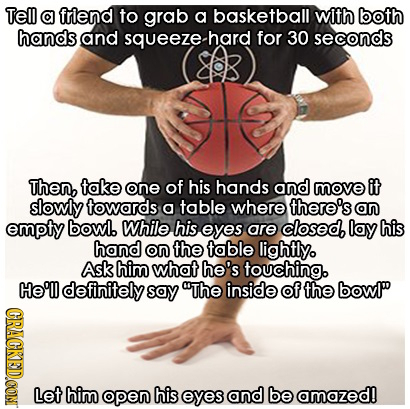 Tell a friend to grab a basketball with both
hands and squeeze hard for 30 seconds
Then, take one of his hands and move it
slowly towards a table where there's an
empty bowl. While his eyes are closed, lay his
hand on the table lightly.
Ask him what he's touching.
He'll definitely say "The inside of the bowl"
Let him open his eyes and be amazed!
CRACKED.COM